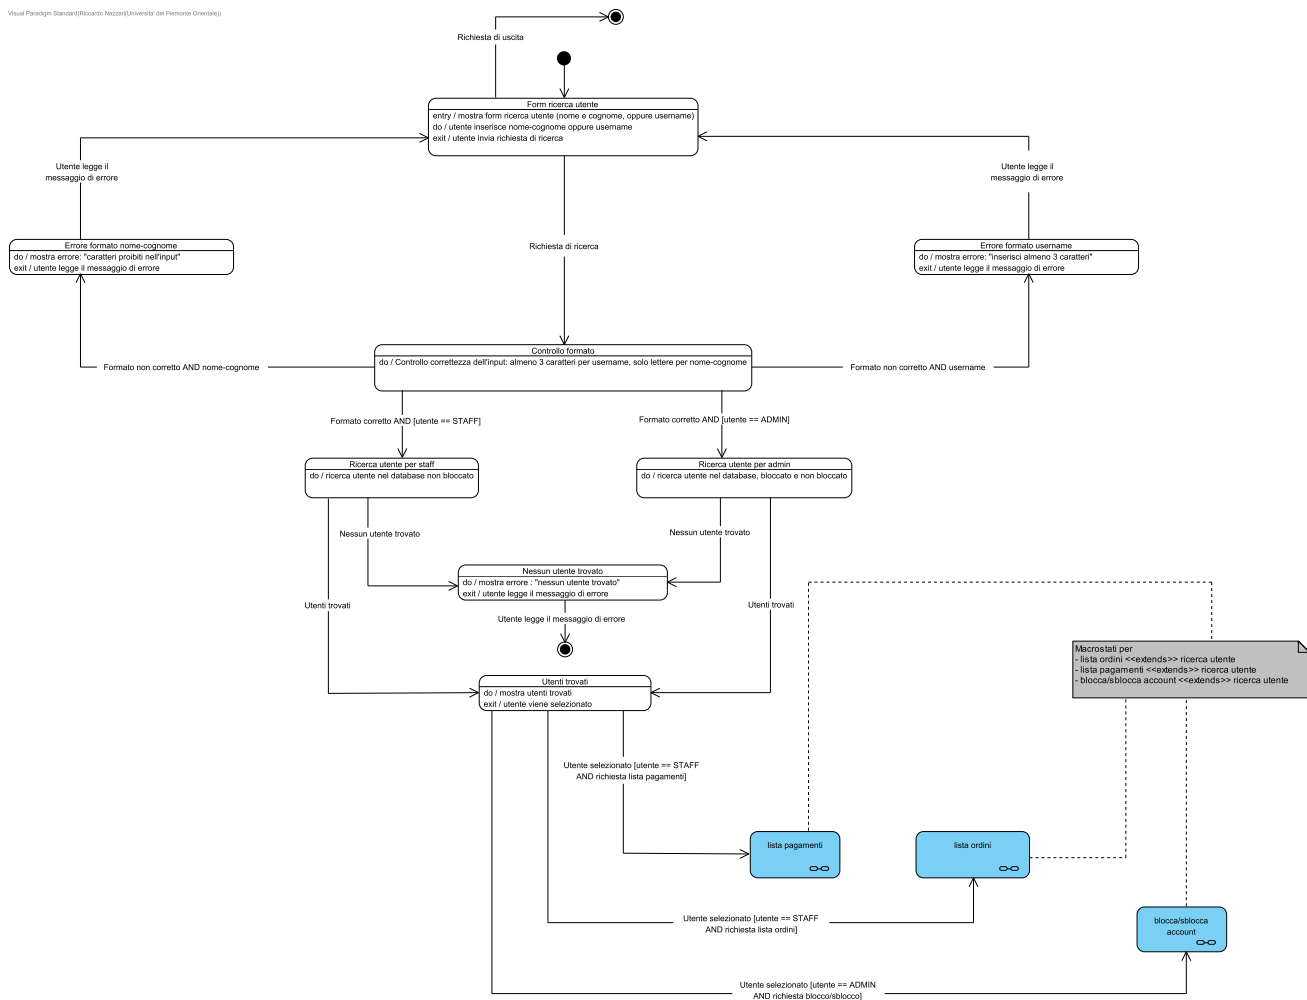 Visual Paradigm Standard(Riccardo Nazzari(Universita' del Piemonte Orientale))
Richiesta di uscita
Form ricerca utente
entry / mostra form ricerca utente (nome e cognome, oppure username)
do / utente inserisce nome-cognome oppure username
exit / utente invia richiesta di ricerca
Utente legge il
messaggio di errore
Utente legge il
messaggio di errore
Errore formato nome-cognome
do / mostra errore: "caratteri proibiti nell'input"
exit / utente legge il messaggio di errore
Richiesta di ricerca
Errore formato username
do / mostra errore: "inserisci almeno 3 caratteri"
exit / utente legge il messaggio di errore
Controllo formato
do / Controllo correttezza dell'input: almeno 3 caratteri per username, solo lettere per nome-cognome
Formato non corretto AND nome-cognome
Formato non corretto AND username
Formato corretto AND [utente == STAFF]
Formato corretto AND [utente == ADMIN]
Ricerca utente per staff
do / ricerca utente nel database non bloccato
Ricerca utente per admin
do / ricerca utente nel database, bloccato e non bloccato
Nessun utente trovato
Nessun utente trovato
Nessun utente trovato
do / mostra errore : "nessun utente trovato"
exit / utente legge il messaggio di errore
Utenti trovati
Utenti trovati
Utente legge il messaggio di errore
Macrostati per
- lista ordini <<extends>> ricerca utente
- lista pagamenti <<extends>> ricerca utente
- blocca/sblocca account <<extends>> ricerca utente
Utenti trovati
do / mostra utenti trovati
exit / utente viene selezionato
Utente selezionato [utente == STAFF
AND richiesta lista pagamenti]
lista pagamenti
lista ordini
Utente selezionato [utente == STAFF
AND richiesta lista ordini]
blocca/sblocca
account
Utente selezionato [utente == ADMIN
AND richiesta blocco/sblocco]